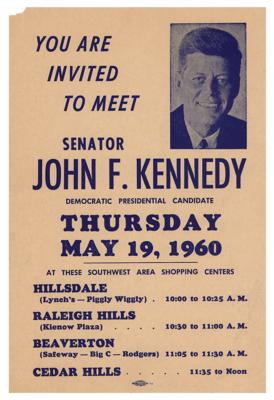 YOU ARE
INVITED
TO MEET
SENATOR
JOHN F. KENNEDY
DEMOCRATIC PRESIDENTIAL CANDIDATE
THURSDAY
MAY 19, 1960
AT THESE SOUTHWEST AREA SHOPPING CENTERS
HILLSDALE
(Lynch's — Piggly Wiggly) . 10:00 to 10:25 A. M.
RALEIGH HILLS
(Kienow Plaza) . . . . . 10:30 to 11:00 A. M.
BEAVERTON
(Safeway — Big C — Rodgers) 11:05 to 11:30 A. M.
CEDAR HILLS . . . . . 11:35 to Noon